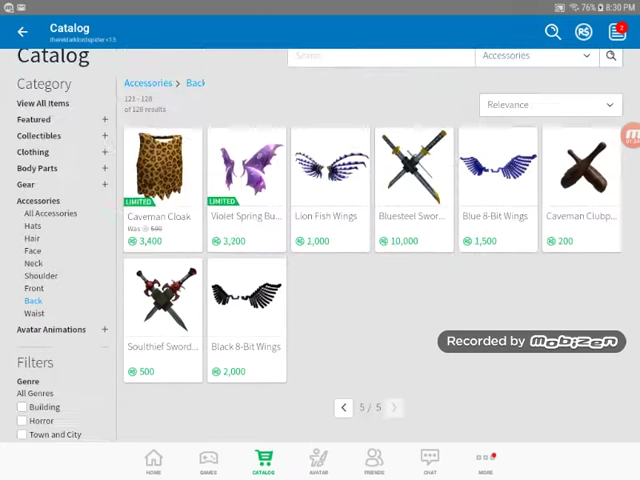 76% 8:30 PM
Catalog
2
Catalog
Search
Accessories
Category
Accessories > Back
View All Items
121 - 128
of 128 results
Relevance
Featured +
Collectibles +
Clothing +
Body Parts +
Gear +
Accessories
All Accessories
Hats
Hair
Face
Neck
Shoulder
Front
Back
Waist
Avatar Animations +
LIMITED
Caveman Cloak
Was 500
3,400
LIMITED
Violet Spring Bu...
3,200
Lion Fish Wings
1,000
Bluesteel Swor...
10,000
Blue 8-Bit Wings
1,500
Caveman Clubp...
200
Soulthief Sword...
500
Black 8-Bit Wings
2,000
Recorded by Mobizen
Filters
Genre
All Genres
Building
Horror
Town and City
< 5 / 5 >
HOME
GAMES
CATALOG
AVATAR
FRIENDS
CHAT
MORE